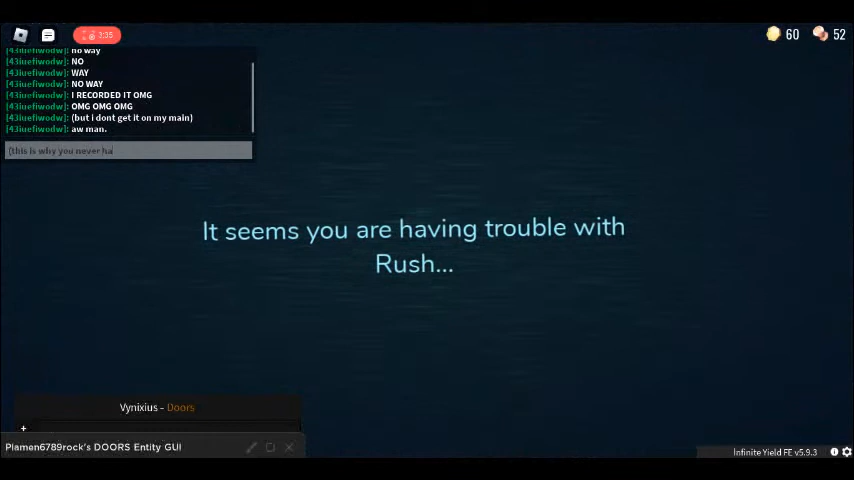 3:35
60
52
[43iuefiwodw]: no way
[43iuefiwodw]: NO
[43iuefiwodw]: WAY
[43iuefiwodw]: NO WAY
[43iuefiwodw]: I RECORDED IT OMG
[43iuefiwodw]: OMG OMG OMG
[43iuefiwodw]: (but i dont get it on my main)
[43iuefiwodw]: aw man.
(this is why you never ha
It seems you are having trouble with
Rush...
Vynixius - Doors
+
Plamen6789rock's DOORS Entity GUI
Infinite Yield FE v5.9.3